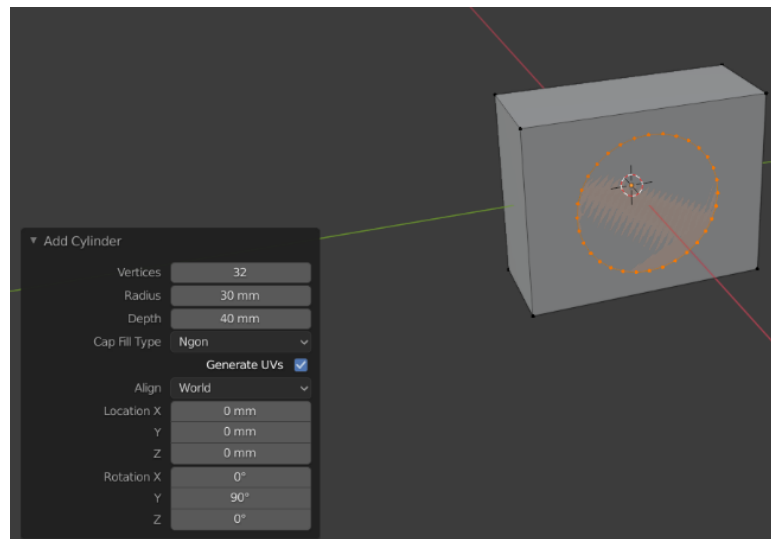 Add Cylinder
Vertices 32
Radius 30 mm
Depth 40 mm
Cap Fill Type Ngon
Generate UVs
Align World
Location X 0 mm
Y 0 mm
Z 0 mm
Rotation X 0°
Y 90°
Z 0°